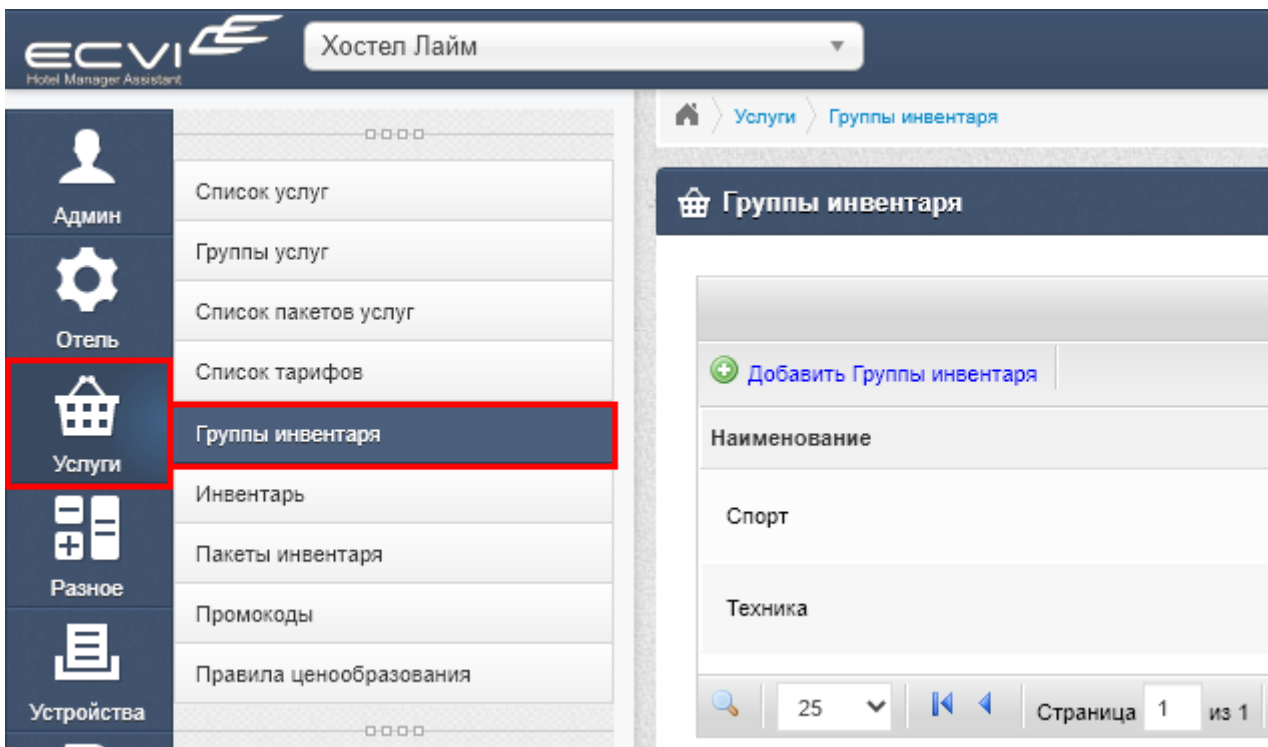 ECVI
Hotel Manager Assistant
Хостел Лайм
Админ
Отель
Услуги
Разное
Устройства
Список услуг
Группы услуг
Список пакетов услуг
Список тарифов
Группы инвентаря
Инвентарь
Пакеты инвентаря
Промокоды
Правила ценообразования
Услуги Группы инвентаря
Группы инвентаря
Добавить Группы инвентаря
Наименование
Спорт
Техника
25 Страница 1 из 1